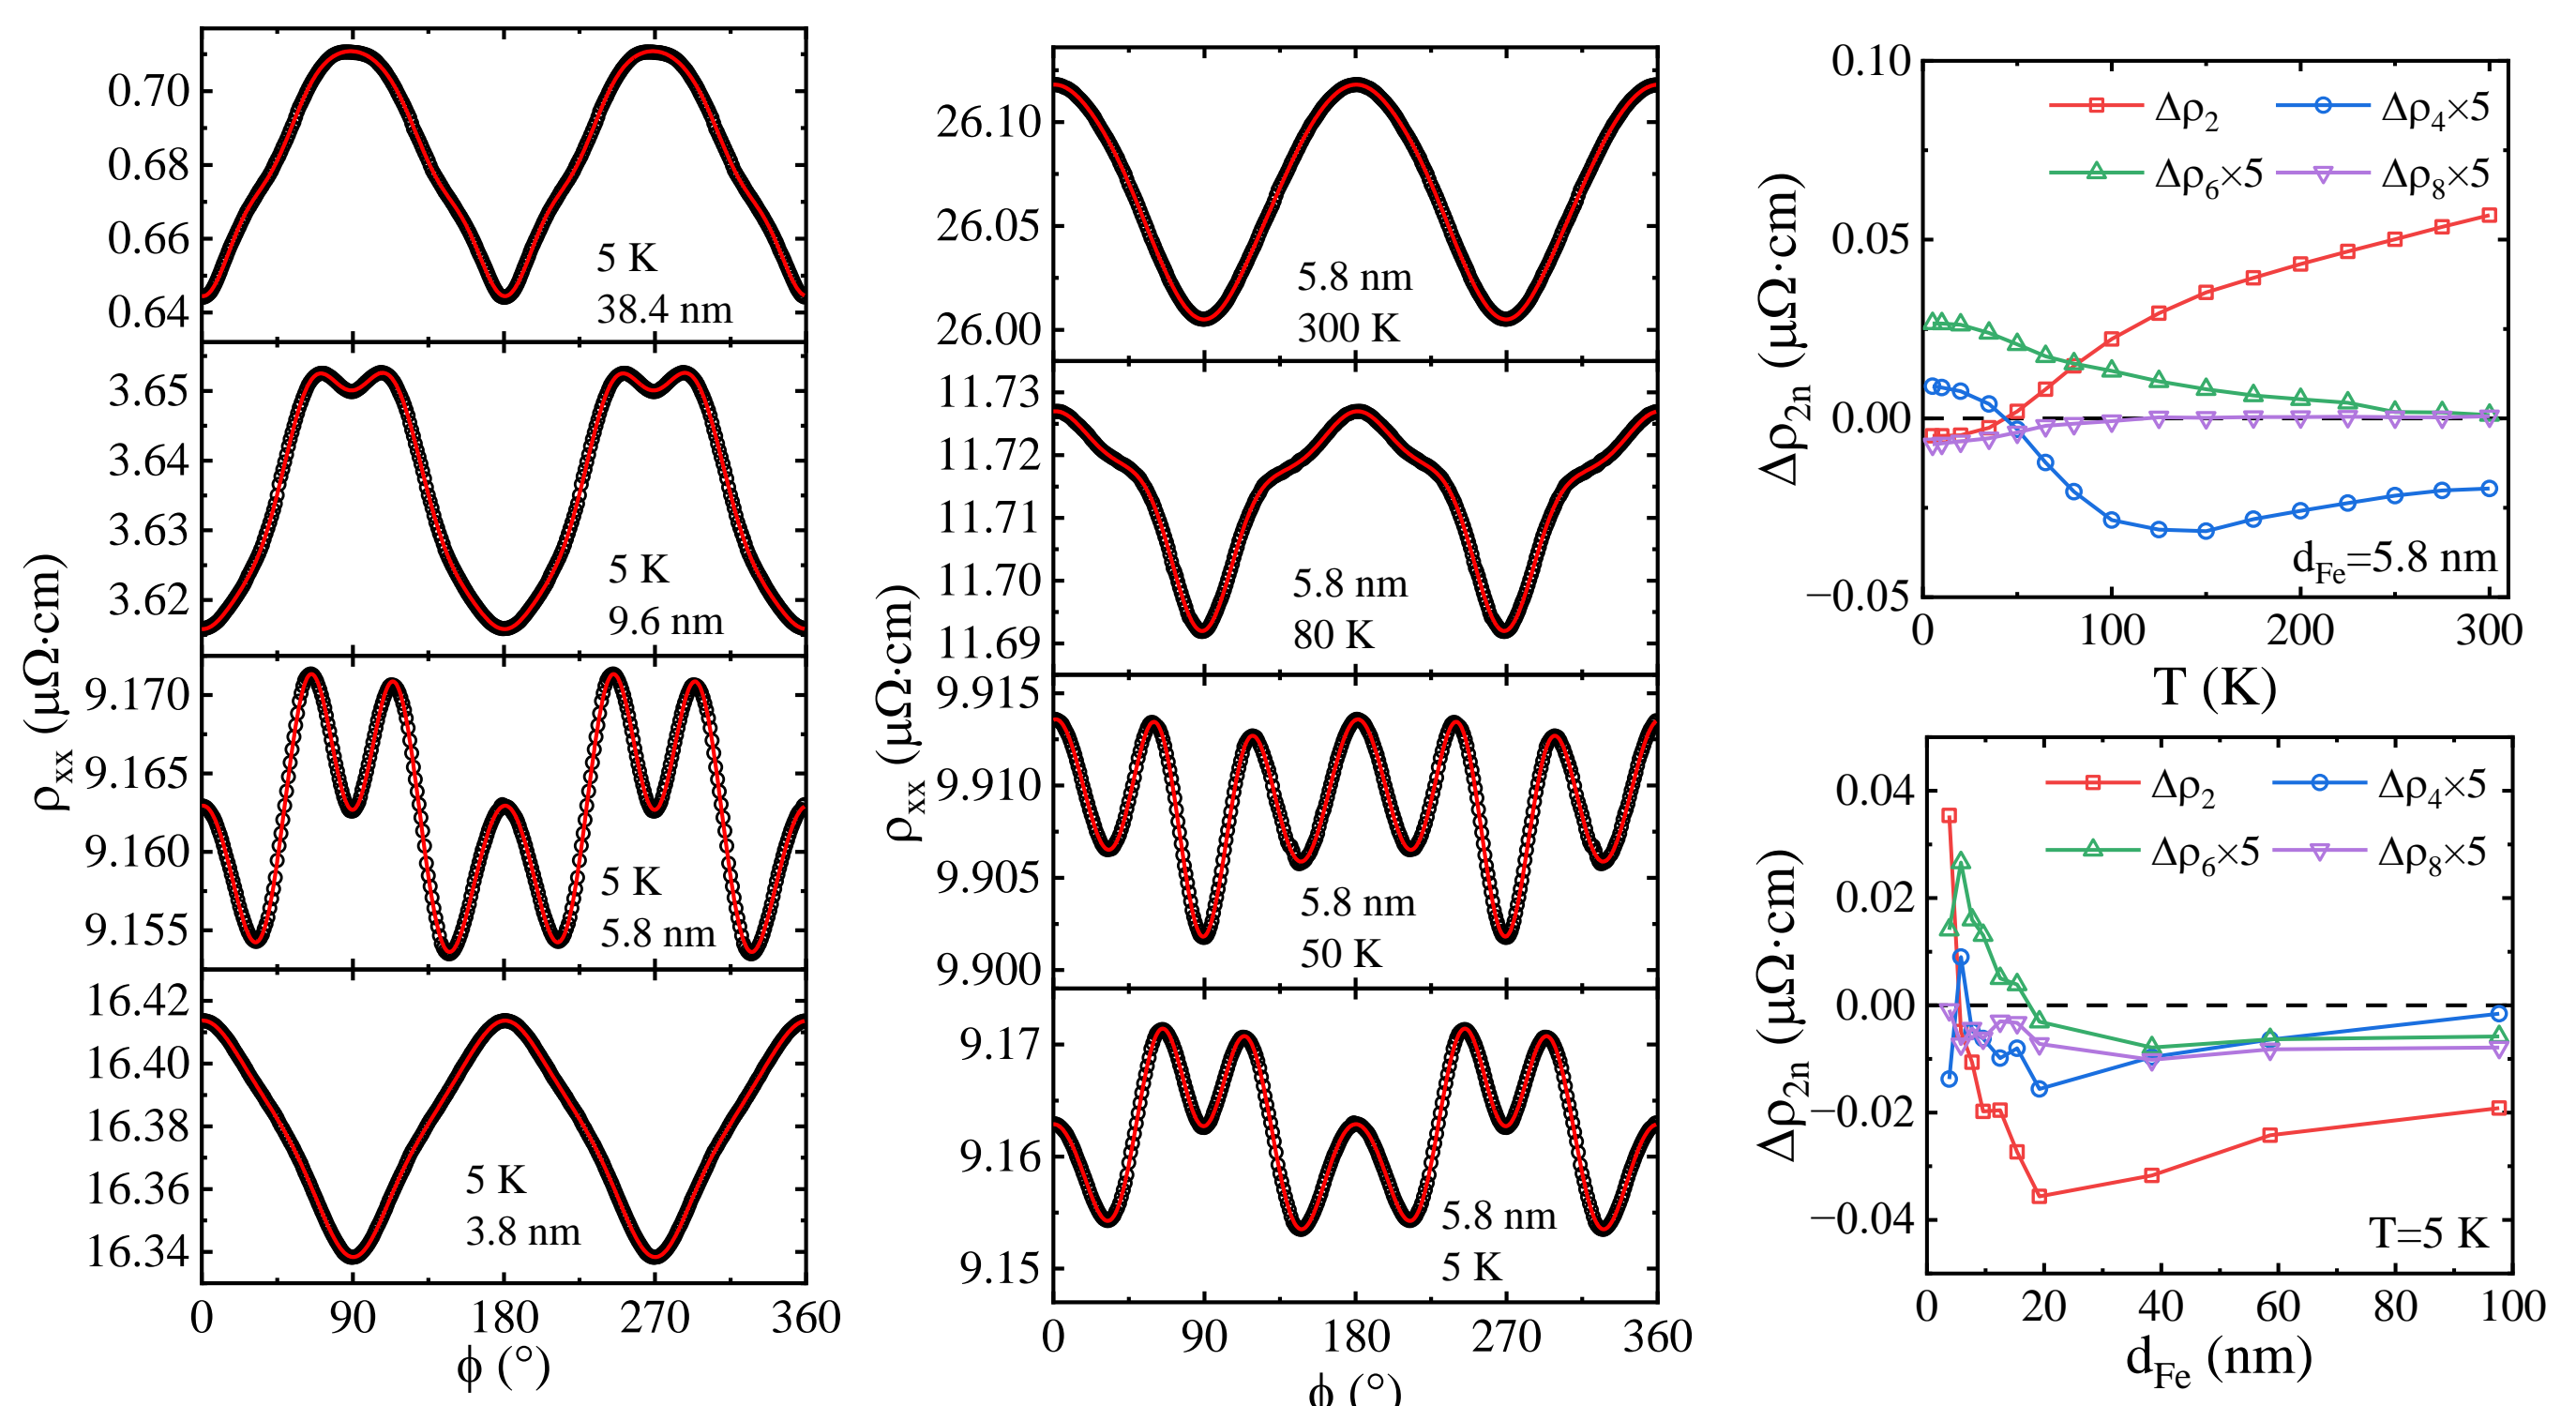 ρxx (μΩ·cm)
0.70
0.68
0.66
0.64
5 K
38.4 nm
3.65
3.64
3.63
3.62
5 K
9.6 nm
9.170
9.165
9.160
9.155
5 K
5.8 nm
16.42
16.40
16.38
16.36
16.34
5 K
3.8 nm
0 90 180 270 360
ϕ (°)
ρxx (μΩ·cm)
26.10
26.05
26.00
5.8 nm
300 K
11.73
11.72
11.71
11.70
11.69
5.8 nm
80 K
9.915
9.910
9.905
9.900
5.8 nm
50 K
9.17
9.16
9.15
5.8 nm
5 K
0 90 180 270 360
ϕ (°)
Δρ2n (μΩ·cm)
0.10
0.05
0.00
−0.05
Δρ2 Δρ4×5
Δρ6×5 Δρ8×5
dFe=5.8 nm
0 100 200 300
T (K)
Δρ2n (μΩ·cm)
0.04
0.02
0.00
−0.02
−0.04
Δρ2 Δρ4×5
Δρ6×5 Δρ8×5
T=5 K
0 20 40 60 80 100
dFe (nm)